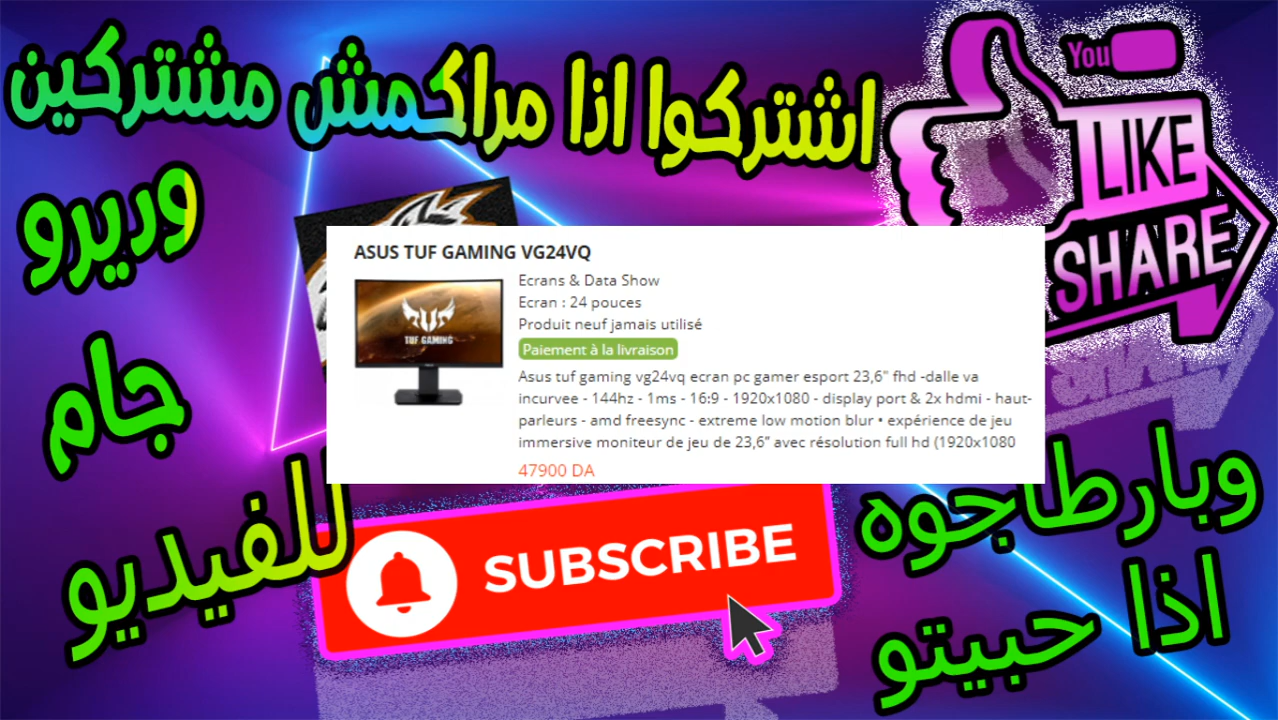 اشتركوا اذا مراكمش مشتركين
وديرو
جام
للفيديو
You
LIKE
SHARE
ASUS TUF GAMING VG24VQ
TUF GAMING
Ecrans & Data Show
Ecran : 24 pouces
Produit neuf jamais utilisé
Paiement à la livraison
Asus tuf gaming vg24vq ecran pc gamer esport 23,6" fhd -dalle va
incurvee - 144hz - 1ms - 16:9 - 1920x1080 - display port & 2x hdmi - haut-
parleurs - amd freesync - extreme low motion blur • expérience de jeu
immersive moniteur de jeu de 23,6" avec résolution full hd (1920x1080
47900 DA
SUBSCRIBE
وبارطاجوه
اذا حبيتو